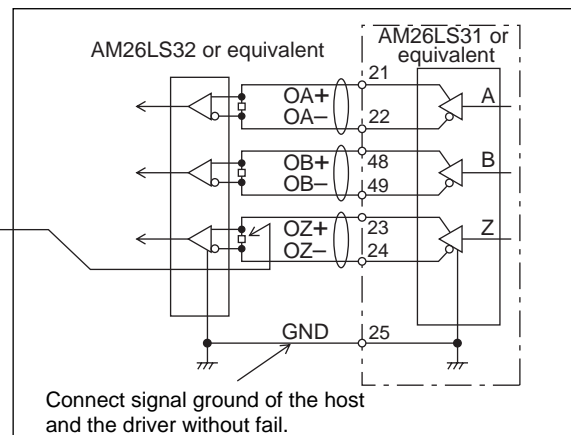 AM26LS31 or
equivalent
AM26LS32 or equivalent
21
OA+
A
OA−
22
OB+
48
B
OB−
49
OZ+
23
Z
OZ−
24
GND
25
Connect signal ground of the host
and the driver without fail.